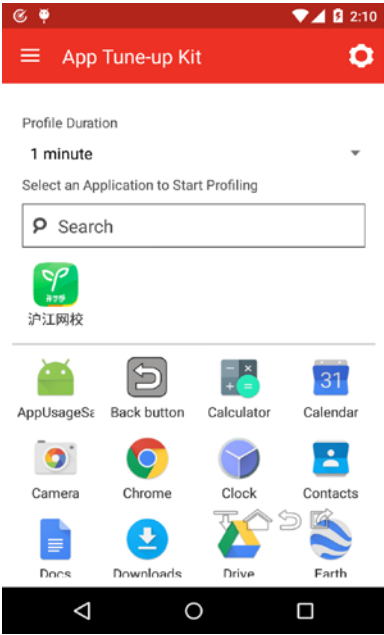 2:10
App Tune-up Kit
Profile Duration
1 minute
Select an Application to Start Profiling
Search
沪江网校
AppUsageSa
Back button
Calculator
31
Calendar
Camera
Chrome
Clock
Contacts
Docs
Downloads
Drive
Earth